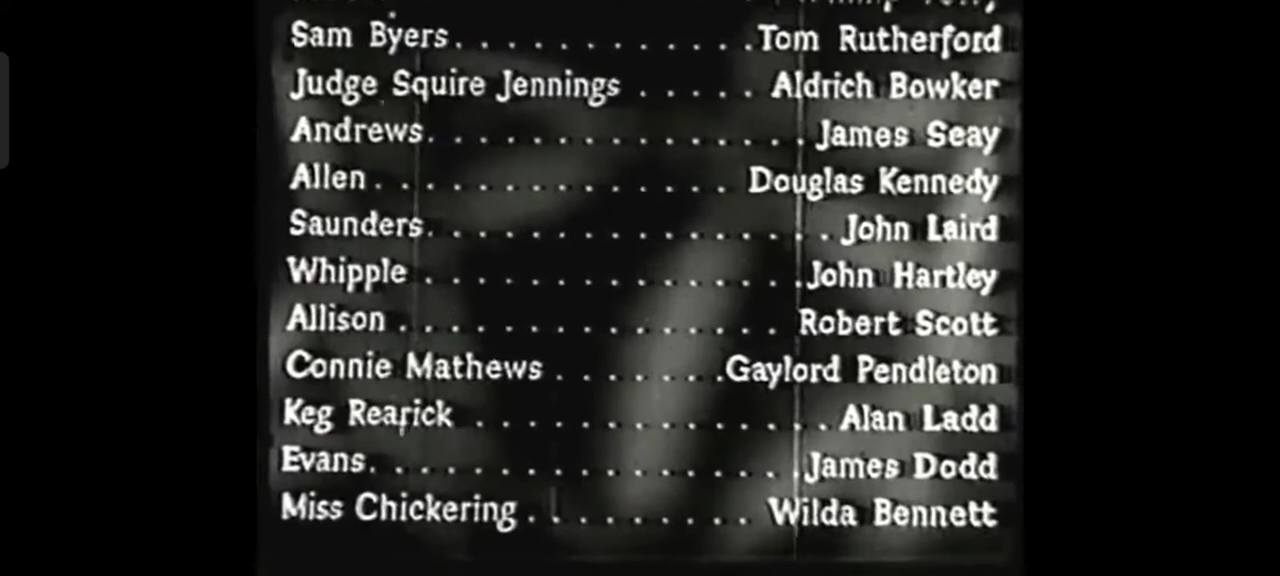 Sam Byers. . . . . . . . . . . .Tom Rutherford
Judge Squire Jennings . . . . . Aldrich Bowker
Andrews. . . . . . . . . . . . . . .James Seay
Allen . . . . . . . . . . . . . . Douglas Kennedy
Saunders. . . . . . . . . . . . . . . .John Laird
Whipple . . . . . . . . . . . . . . .John Hartley
Allison . . . . . . . . . . . . . . . Robert Scott
Connie Mathews . . . . . . .Gaylord Pendleton
Keg Rearick . . . . . . . . . . . . . . Alan Ladd
Evans. . . . . . . . . . . . . . . . .James Dodd
Miss Chickering . . . . . . . . . Wilda Bennett